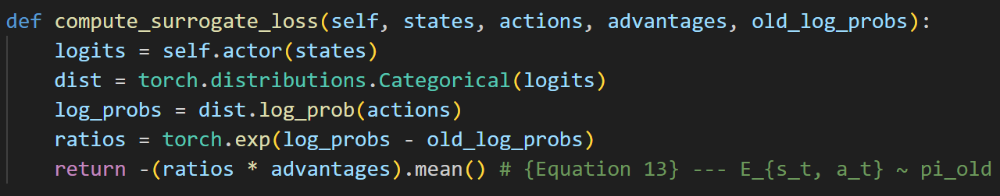 def compute_surrogate_loss(self, states, actions, advantages, old_log_probs):
    logits = self.actor(states)
    dist = torch.distributions.Categorical(logits)
    log_probs = dist.log_prob(actions)
    ratios = torch.exp(log_probs - old_log_probs)
    return -(ratios * advantages).mean() # {Equation 13} --- E_{s_t, a_t} ~ pi_old